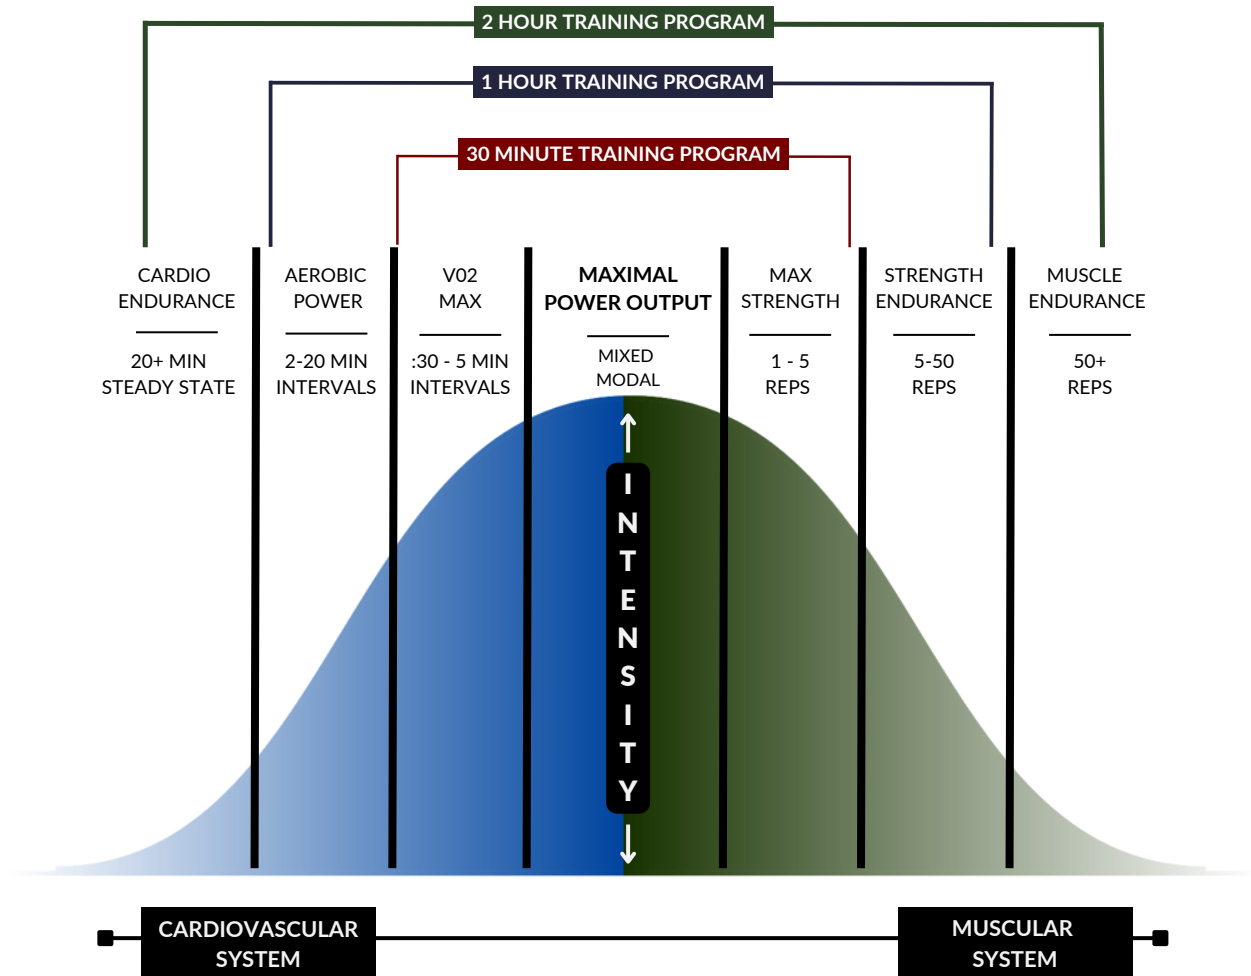 2 HOUR TRAINING PROGRAM
1 HOUR TRAINING PROGRAM
30 MINUTE TRAINING PROGRAM
CARDIO
ENDURANCE
20+ MIN
STEADY STATE
AEROBIC
POWER
2-20 MIN
INTERVALS
V02
MAX
:30 - 5 MIN
INTERVALS
MAXIMAL
POWER OUTPUT
MIXED
MODAL
MAX
STRENGTH
1 - 5
REPS
STRENGTH
ENDURANCE
5-50
REPS
MUSCLE
ENDURANCE
50+
REPS
INTENSITY
CARDIOVASCULAR
SYSTEM
MUSCULAR
SYSTEM